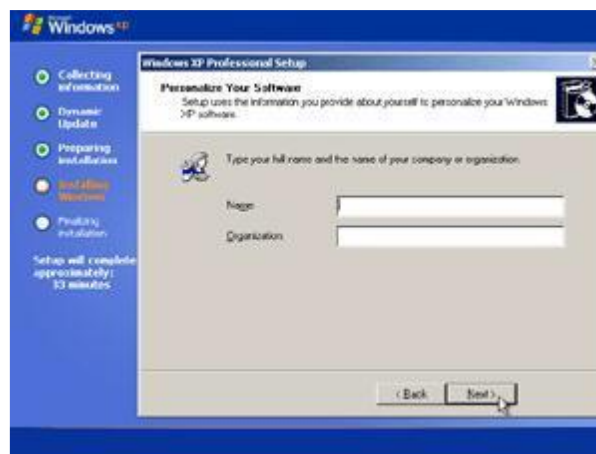 Microsoft
Windows xp
Collecting
information
Dynamic
Update
Preparing
installation
Installing
Windows
Finalizing
installation
Setup will complete
approximately:
33 minutes
Windows XP Professional Setup
Personalize Your Software
Setup uses the information you provide about yourself to personalize your Windows
XP software.
Type your full name and the name of your company or organization.
Name:
Organization:
< Back
Next >